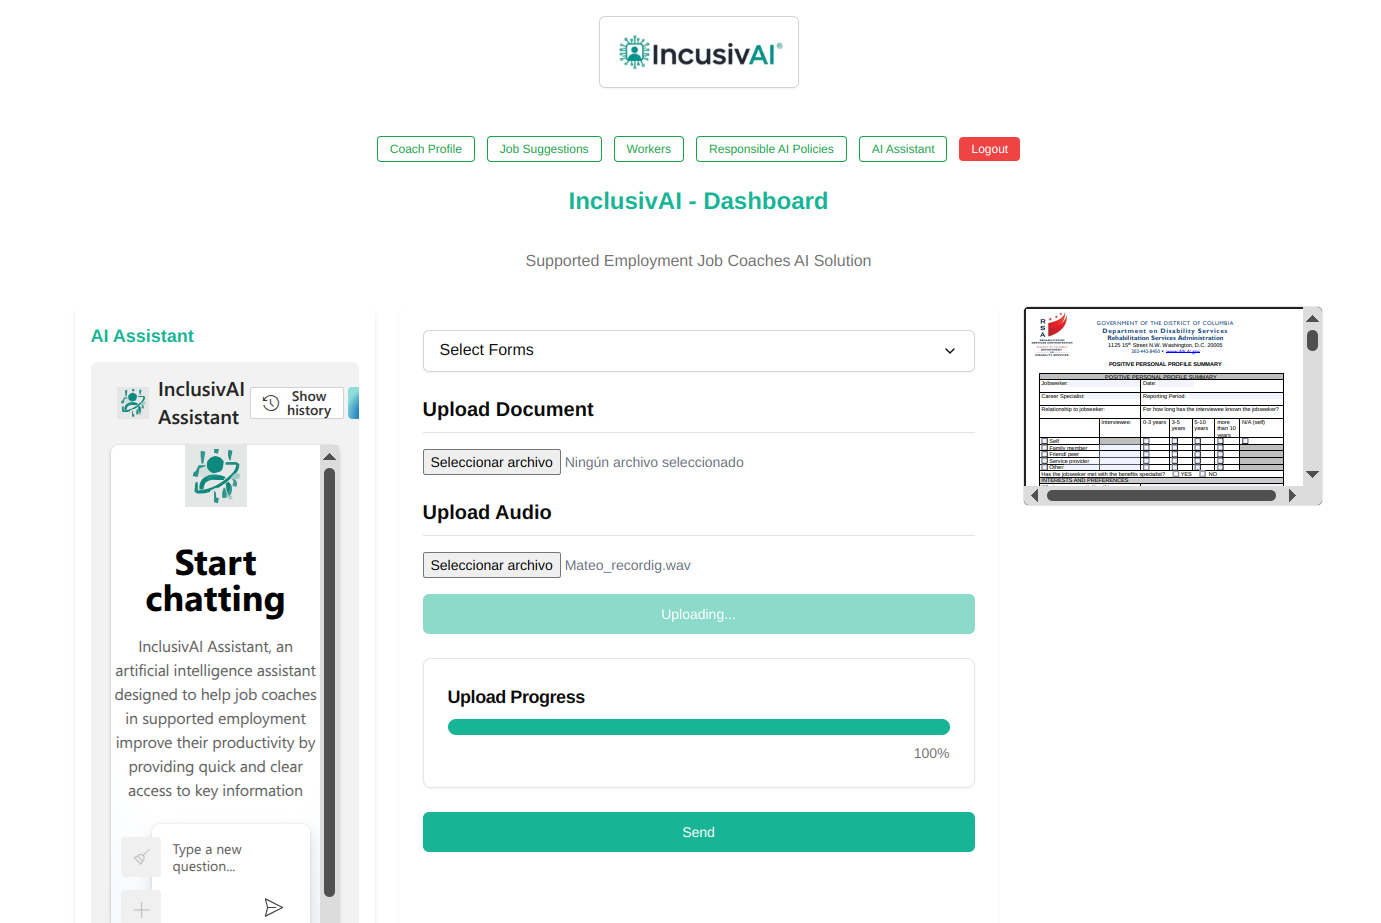 IncusivAI®
Coach Profile
Job Suggestions
Workers
Responsible AI Policies
AI Assistant
Logout
InclusivAI - Dashboard
Supported Employment Job Coaches AI Solution
AI Assistant
InclusivAI
Assistant
Show
history
Start
chatting
InclusivAI Assistant, an
artificial intelligence assistant
designed to help job coaches
in supported employment
improve their productivity by
providing quick and clear
access to key information
Type a new
question...
Select Forms
Upload Document
Seleccionar archivo Ningún archivo seleccionado
Upload Audio
Seleccionar archivo Mateo_recordig.wav
Uploading...
Upload Progress
100%
Send
RSA
GOVERNMENT OF THE DISTRICT OF COLUMBIA
Department on Disability Services
Rehabilitation Services Administration
1125 15th Street N.W. Washington, D.C. 20005
POSITIVE PERSONAL PROFILE SUMMARY
POSITIVE PERSONAL PROFILE SUMMARY
Jobseeker: Date:
Career Specialist: Reporting Period:
Relationship to jobseeker: For how long has the interviewee known the jobseeker?
Interviewee: 0-3 years 3-5 years 5-10 years more than 10 years N/A (self)
Self
Family member
Friend/ peer
Service provider
Other:
Has the jobseeker met with the benefits specialist? YES NO
INTERESTS AND PREFERENCES